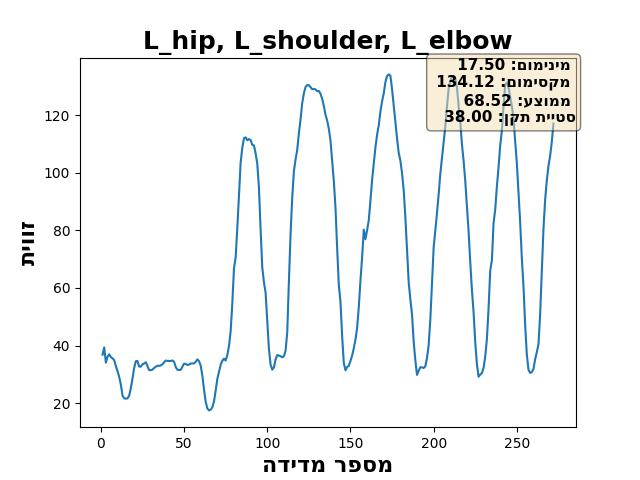 L_hip, L_shoulder, L_elbow
מינימום: 17.50
מקסימום: 134.12
ממוצע: 68.52
סטיית תקן: 38.00
זווית
120
100
80
60
40
20
0 50 100 150 200 250
מספר מדידה